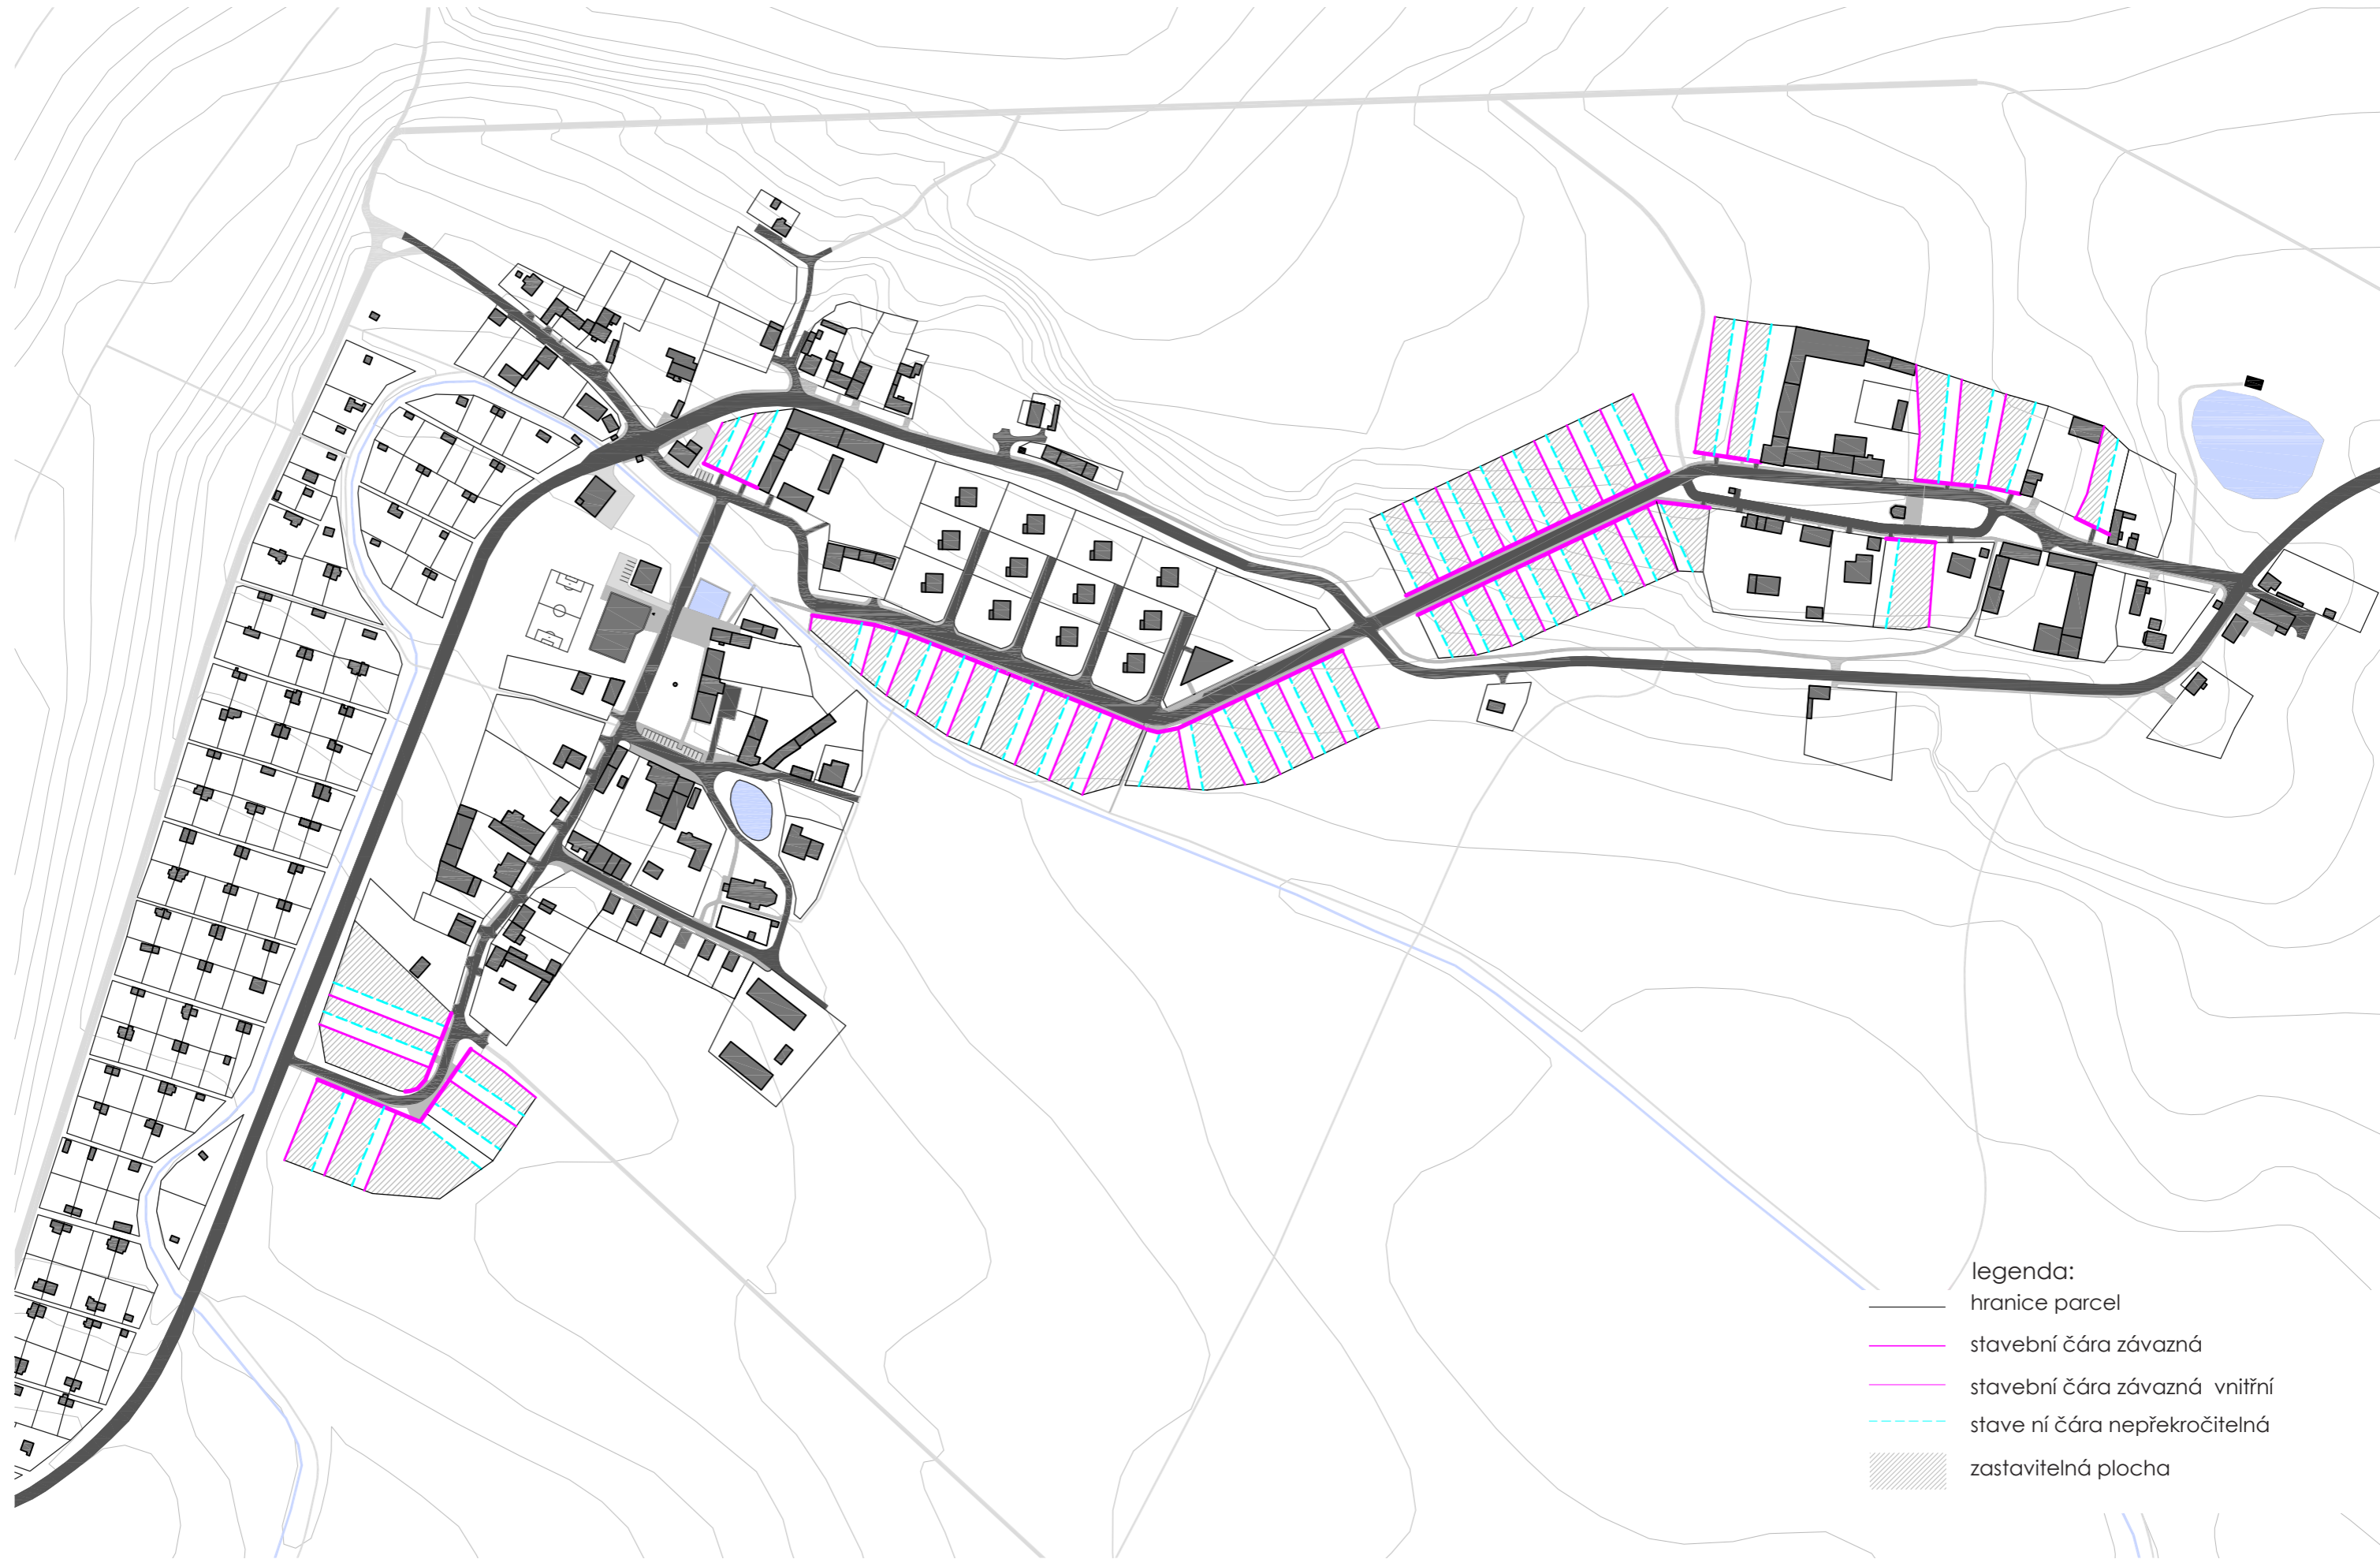 legenda:
hranice parcel
stavební čára závazná
stavební čára závazná vnitřní
stave ní čára nepřekročitelná
zastavitelná plocha